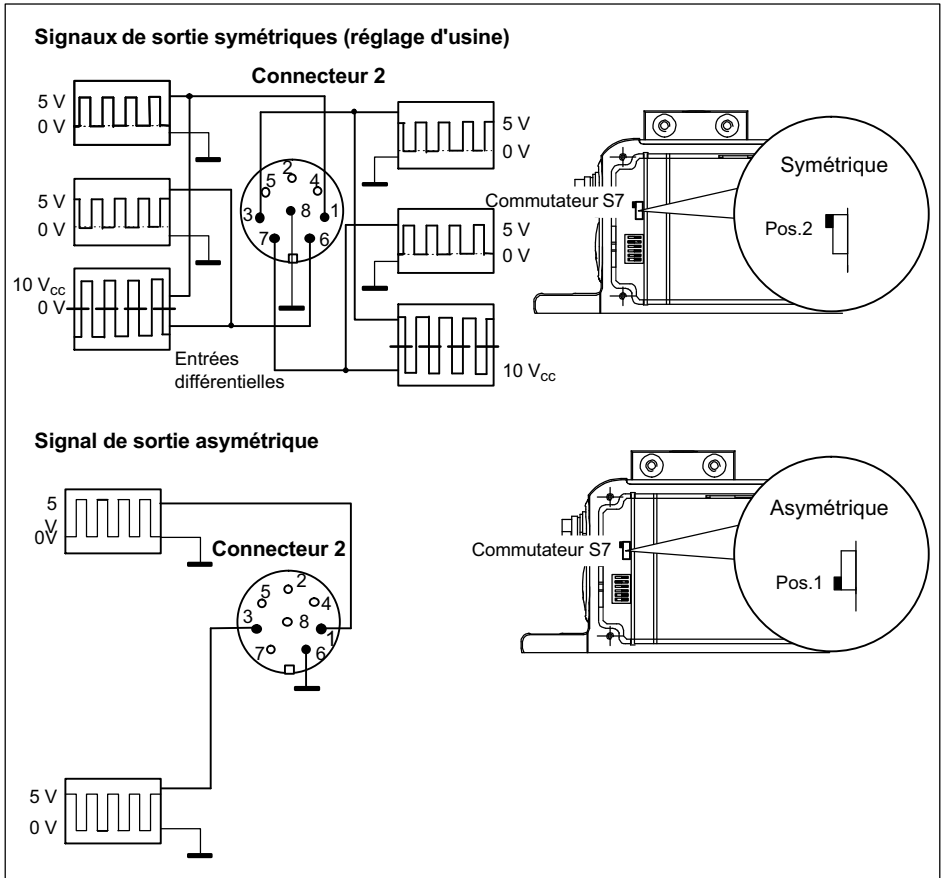 Signaux de sortie symétriques (réglage d'usine)
Connecteur 2
5 V
0 V
5 V
0 V
10 Vcc
0 V
Entrées
différentielles
2
5
4
3
8
1
7
6
5 V
0 V
5 V
0 V
10 Vcc
Commutateur S7
Symétrique
Pos.2
Signal de sortie asymétrique
5
V
0V
Connecteur 2
2
5
4
3
8
1
7
6
5 V
0 V
Commutateur S7
Asymétrique
Pos.1